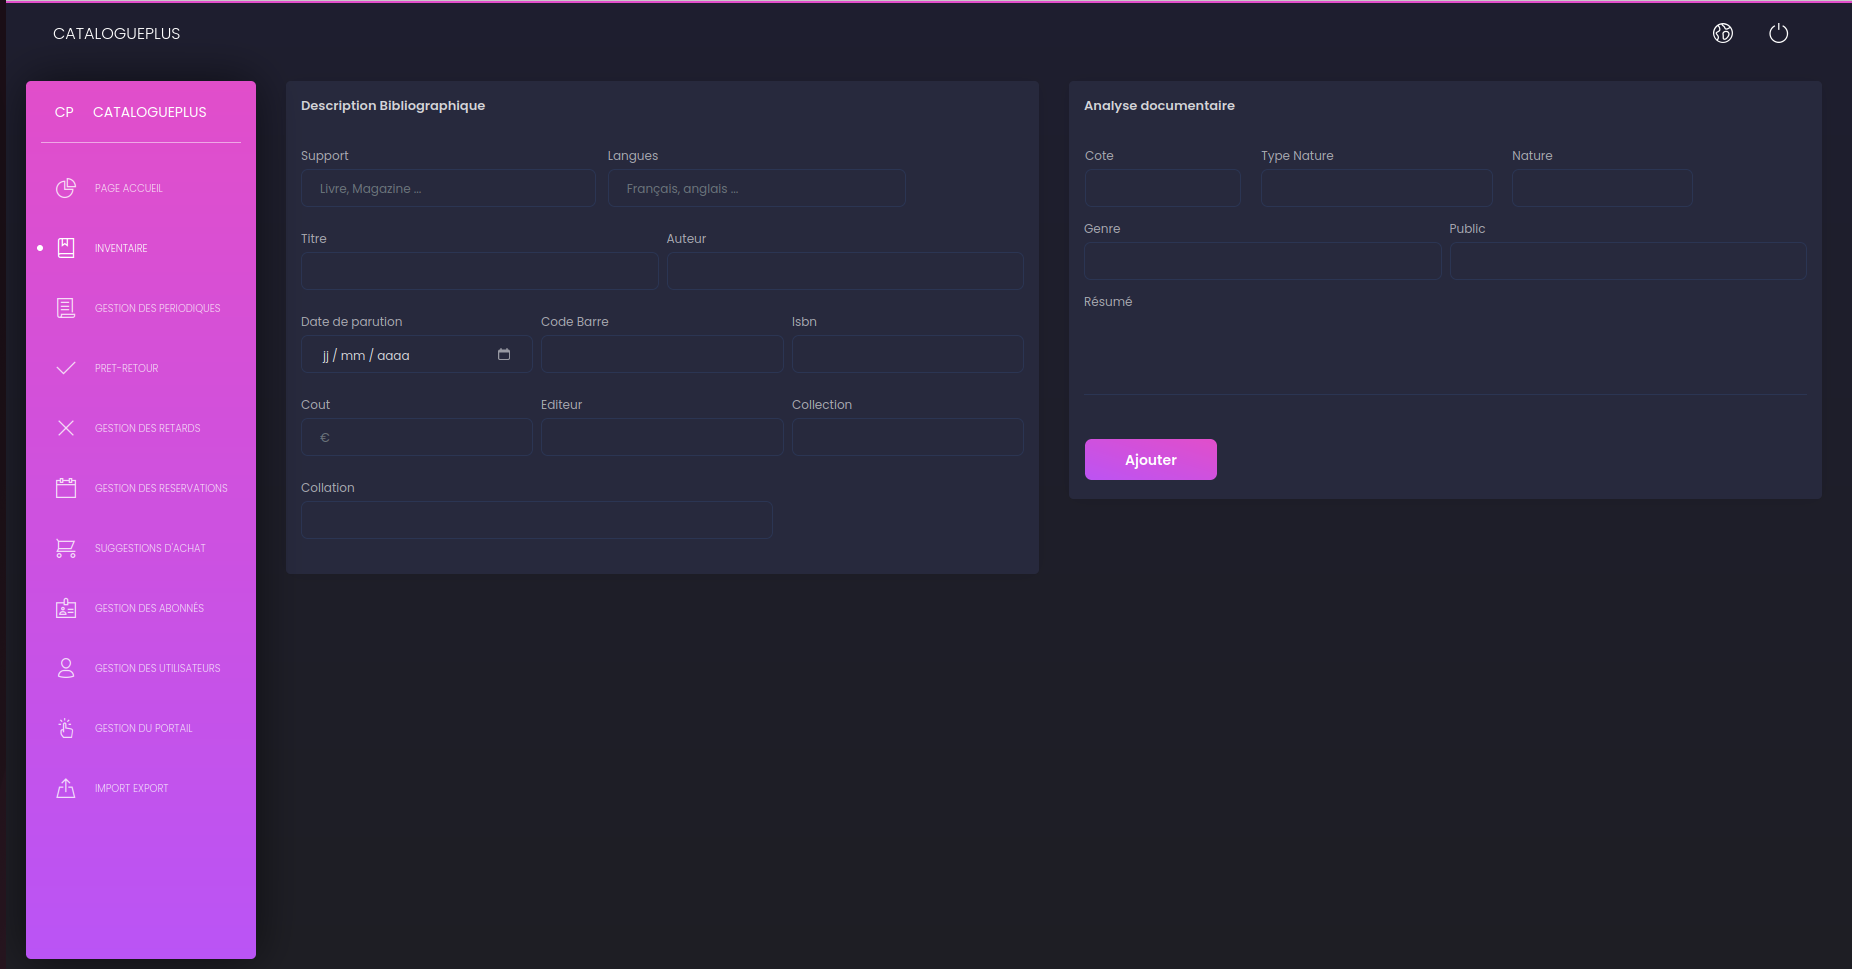 CATALOGUEPLUS
CP CATALOGUEPLUS
PAGE ACCUEIL
INVENTAIRE
GESTION DES PERIODIQUES
PRET-RETOUR
GESTION DES RETARDS
GESTION DES RESERVATIONS
SUGGESTIONS D'ACHAT
GESTION DES ABONNÉS
GESTION DES UTILISATEURS
GESTION DU PORTAIL
IMPORT EXPORT
Description Bibliographique
Support Langues
Livre, Magazine ... Français, anglais ...
Titre Auteur
Date de parution Code Barre Isbn
jj / mm / aaaa
Cout Editeur Collection
€
Collation
Analyse documentaire
Cote Type Nature Nature
Genre Public
Résumé
Ajouter